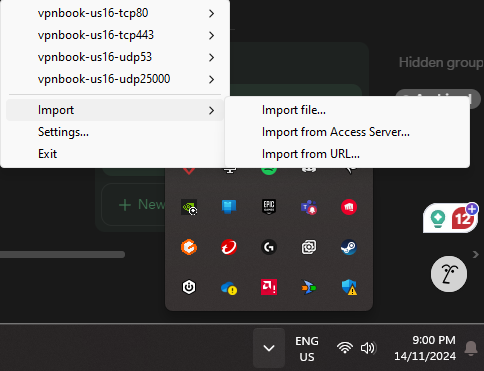 vpnbook-us16-tcp80
vpnbook-us16-tcp443
vpnbook-us16-udp53
vpnbook-us16-udp25000
Import
Settings...
Exit
Import file...
Import from Access Server...
Import from URL...
Hidden group
+ New
EPIC
GAMES
12
ENG
US
9:00 PM
14/11/2024